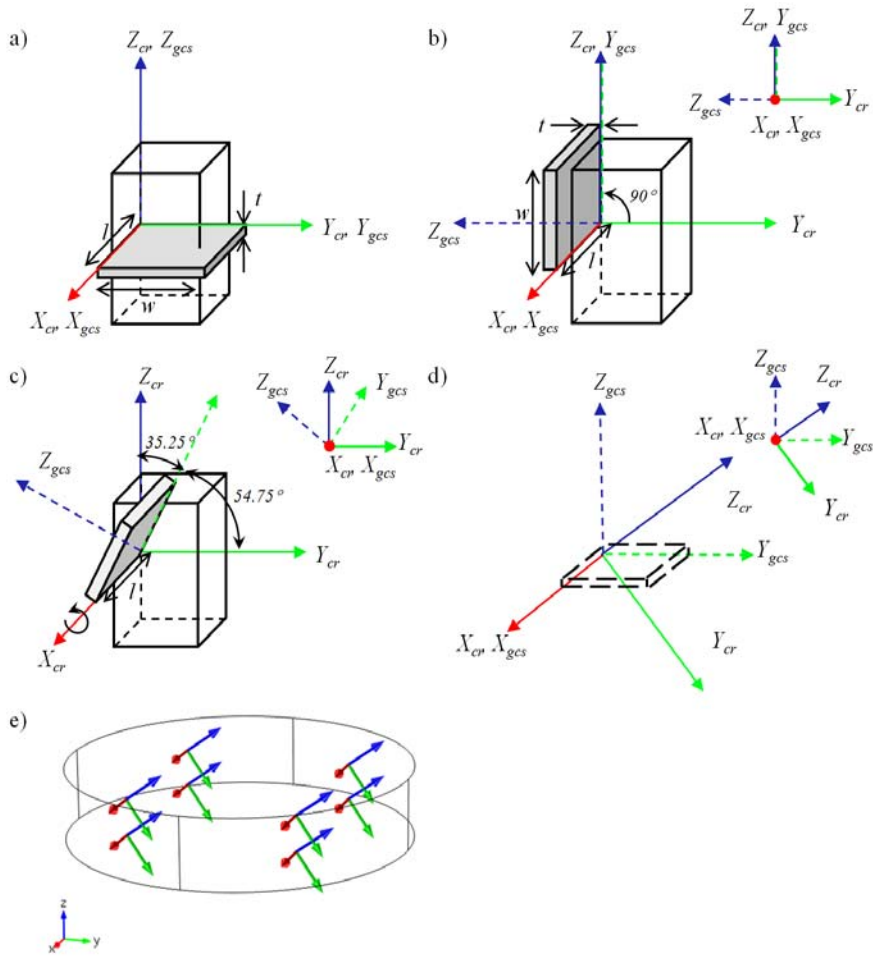 a)
Z_cr, Z_gcs
t
l
Y_cr, Y_gcs
w
X_cr, X_gcs
b)
Z_cr, Y_gcs
Z_cr, Y_gcs
Z_gcs
Y_cr
X_cr, X_gcs
t
w
90°
Z_gcs
Y_cr
l
X_cr, X_gcs
c)
Z_cr
Y_gcs
35.25°
Z_gcs
54.75°
Y_cr
l
X_cr
Z_gcs
Z_cr
Y_gcs
Y_cr
X_cr, X_gcs
d)
Z_gcs
Z_cr
Y_gcs
Y_cr
X_cr, X_gcs
Z_gcs
Z_cr
X_cr, X_gcs
Y_gcs
Y_cr
e)
z
y
x